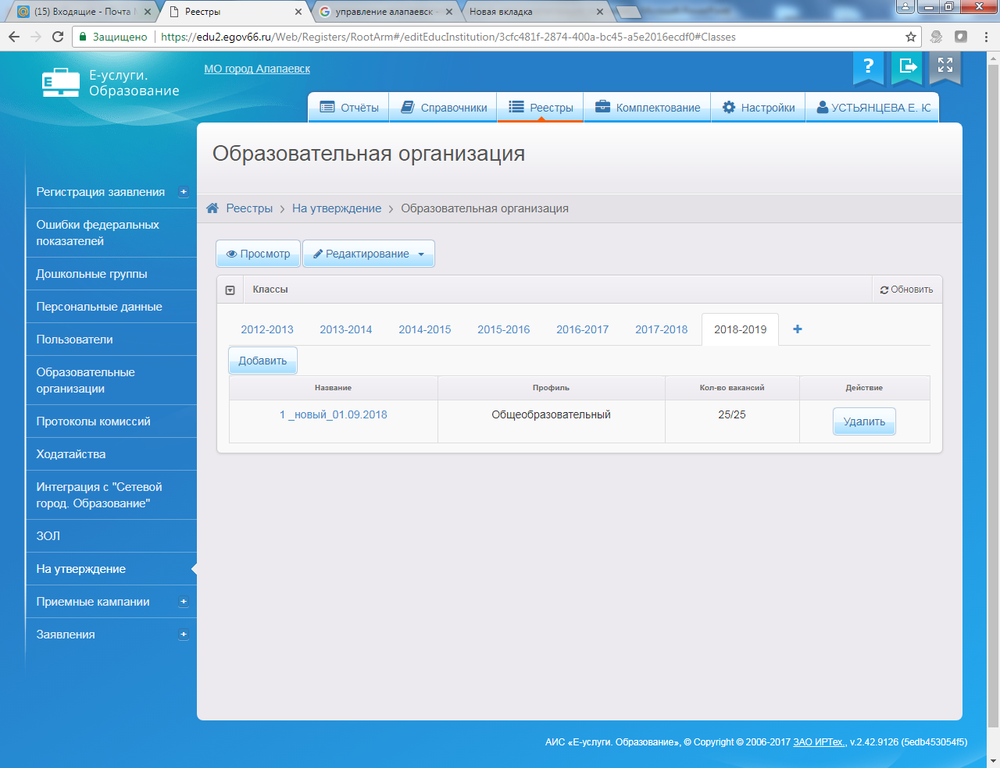 (15) Входящие - Почта
Реестры
управление алапаевск -
Новая вкладка
Защищено
https://edu2.egov66.ru/Web/Registers/RootArm#/editEducInstitution/3cfc481f-2874-400a-bc45-a5e2016ecdf0#Classes
Е-услуги.
Образование
МО город Алапаевск
?
Отчёты
Справочники
Реестры
Комплектование
Настройки
УСТЬЯНЦЕВА Е. Ю
Образовательная организация
Реестры > На утверждение > Образовательная организация
Регистрация заявления +
Ошибки федеральных
показателей
Дошкольные группы
Персональные данные
Пользователи
Образовательные
организации
Протоколы комиссий
Ходатайства
Интеграция с "Сетевой
город. Образование"
ЗОЛ
На утверждение
Приемные кампании +
Заявления +
Просмотр
Редактирование
Классы
Обновить
2012-2013 2013-2014 2014-2015 2015-2016 2016-2017 2017-2018 2018-2019 +
Добавить
Название Профиль Кол-во вакансий Действие
1 _новый_01.09.2018 Общеобразовательный 25/25 Удалить
АИС «Е-услуги. Образование», © Copyright © 2006-2017 ЗАО ИРТех., v.2.42.9126 (5edb453054f5)